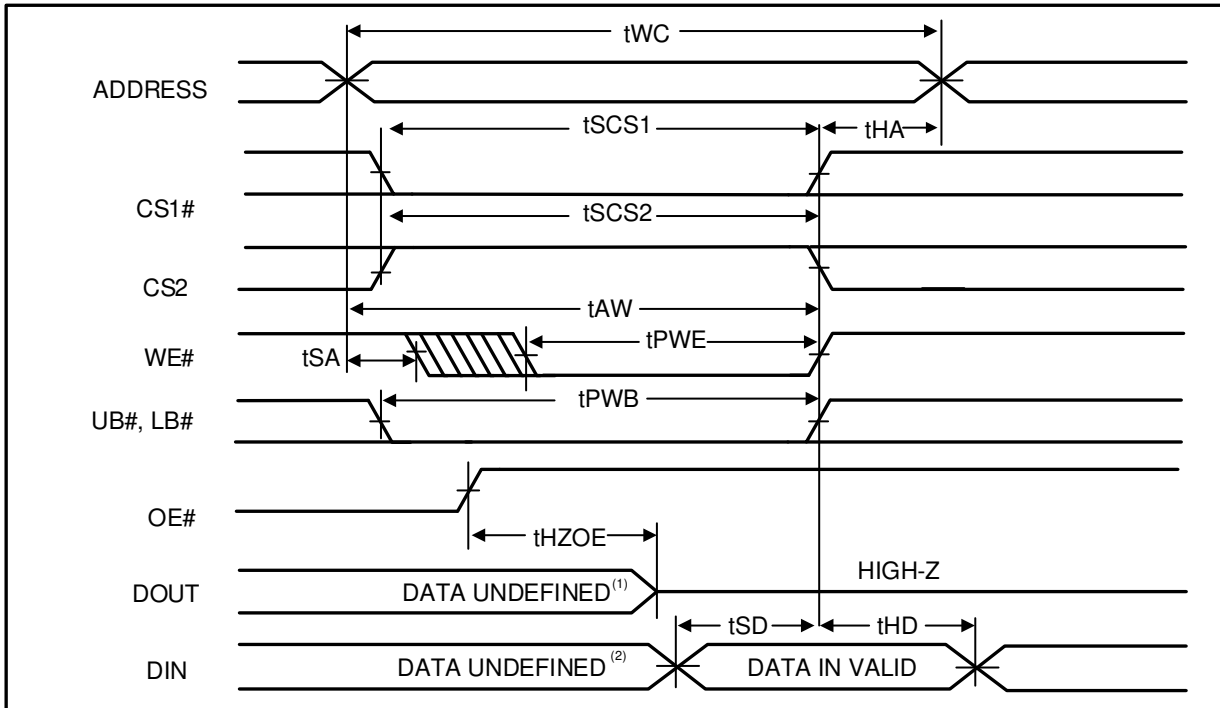 tWC
ADDRESS
tSCS1
tHA
CS1#
tSCS2
CS2
tAW
WE#
tSA
tPWE
UB#, LB#
tPWB
OE#
tHZOE
DOUT
DATA UNDEFINED(1)
HIGH-Z
tSD
tHD
DIN
DATA UNDEFINED (2)
DATA IN VALID